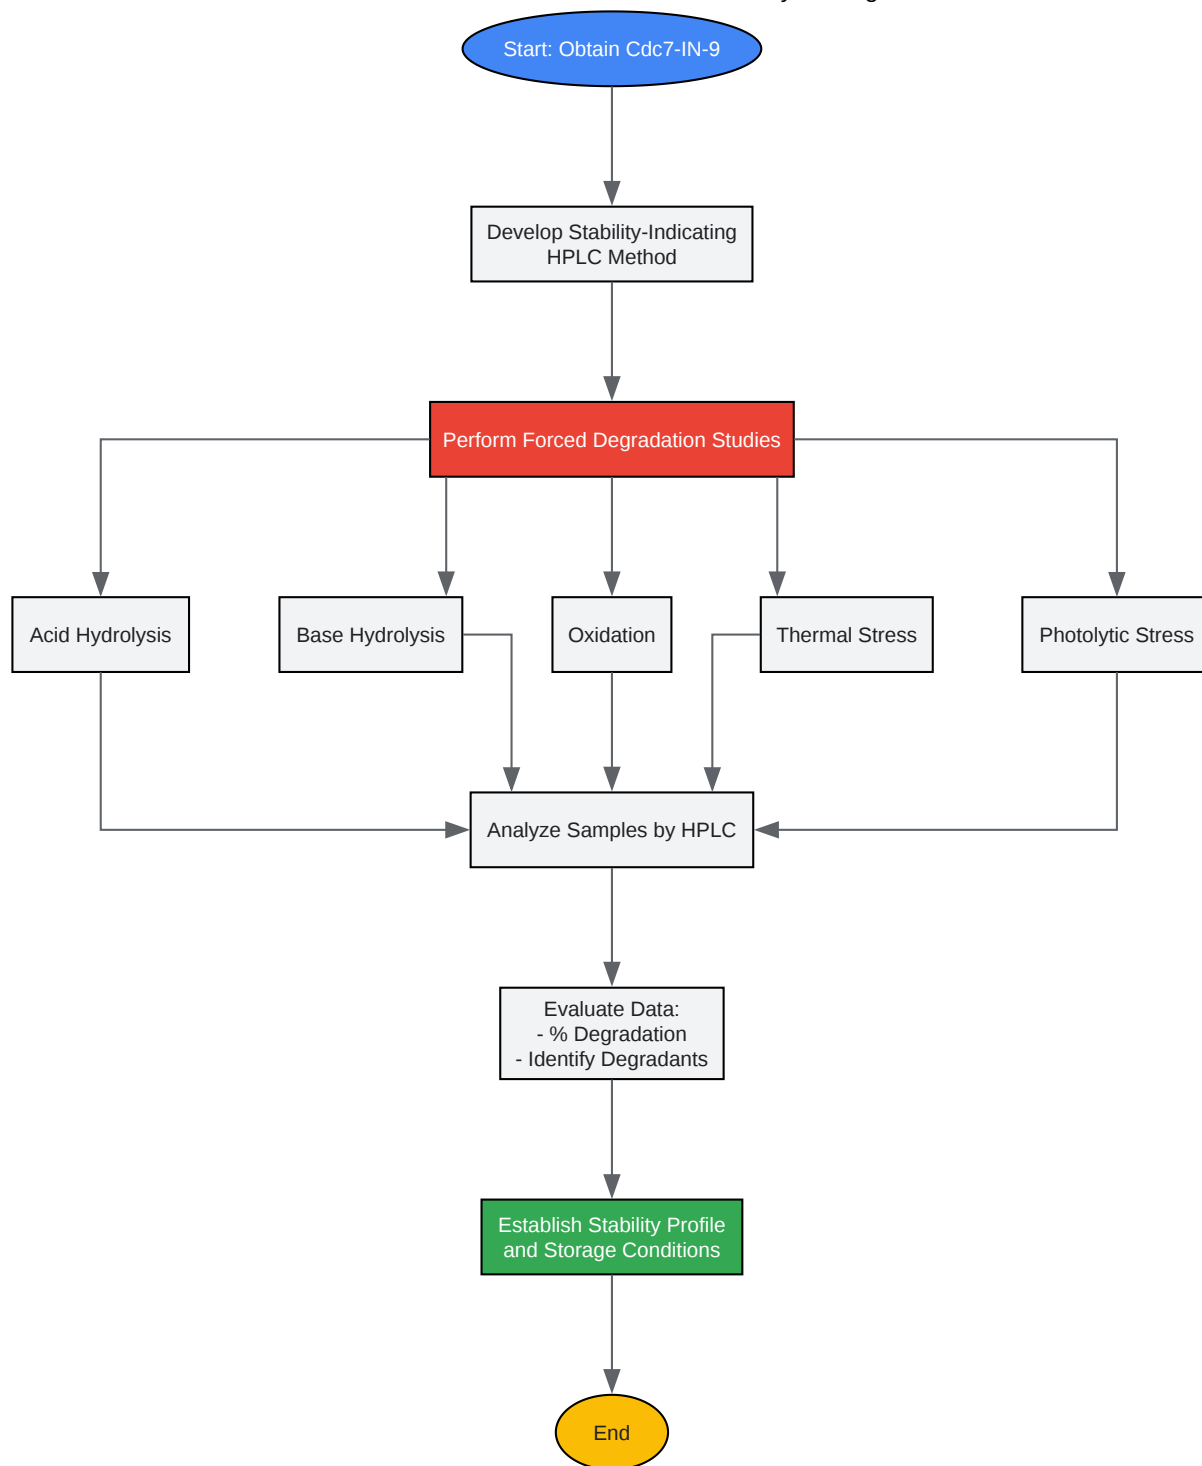 Start: Obtain Cdc7-IN-9
Develop Stability-Indicating
HPLC Method
Perform Forced Degradation Studies
Acid Hydrolysis
Base Hydrolysis
Oxidation
Thermal Stress
Photolytic Stress
Analyze Samples by HPLC
Evaluate Data:
- % Degradation
- Identify Degradants
Establish Stability Profile
and Storage Conditions
End